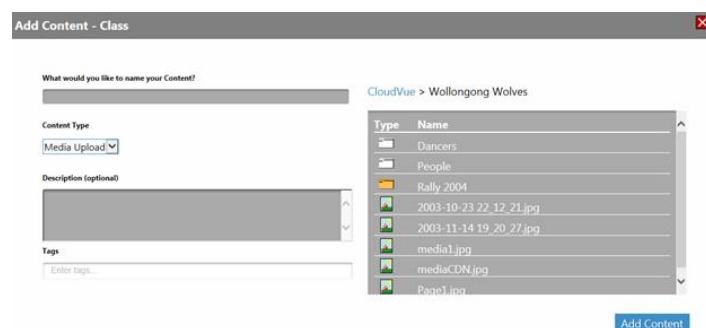 Add Content - Class
What would you like to name your Content?
Content Type
Media Upload
Description (optional)
Tags
Enter tags...
CloudVue > Wollongong Wolves
Type Name
Dancers
People
Rally 2004
2003-10-23 22_12_21.jpg
2003-11-14 19_20_27.jpg
media1.jpg
mediaCDN.jpg
Page1.jpg
Add Content